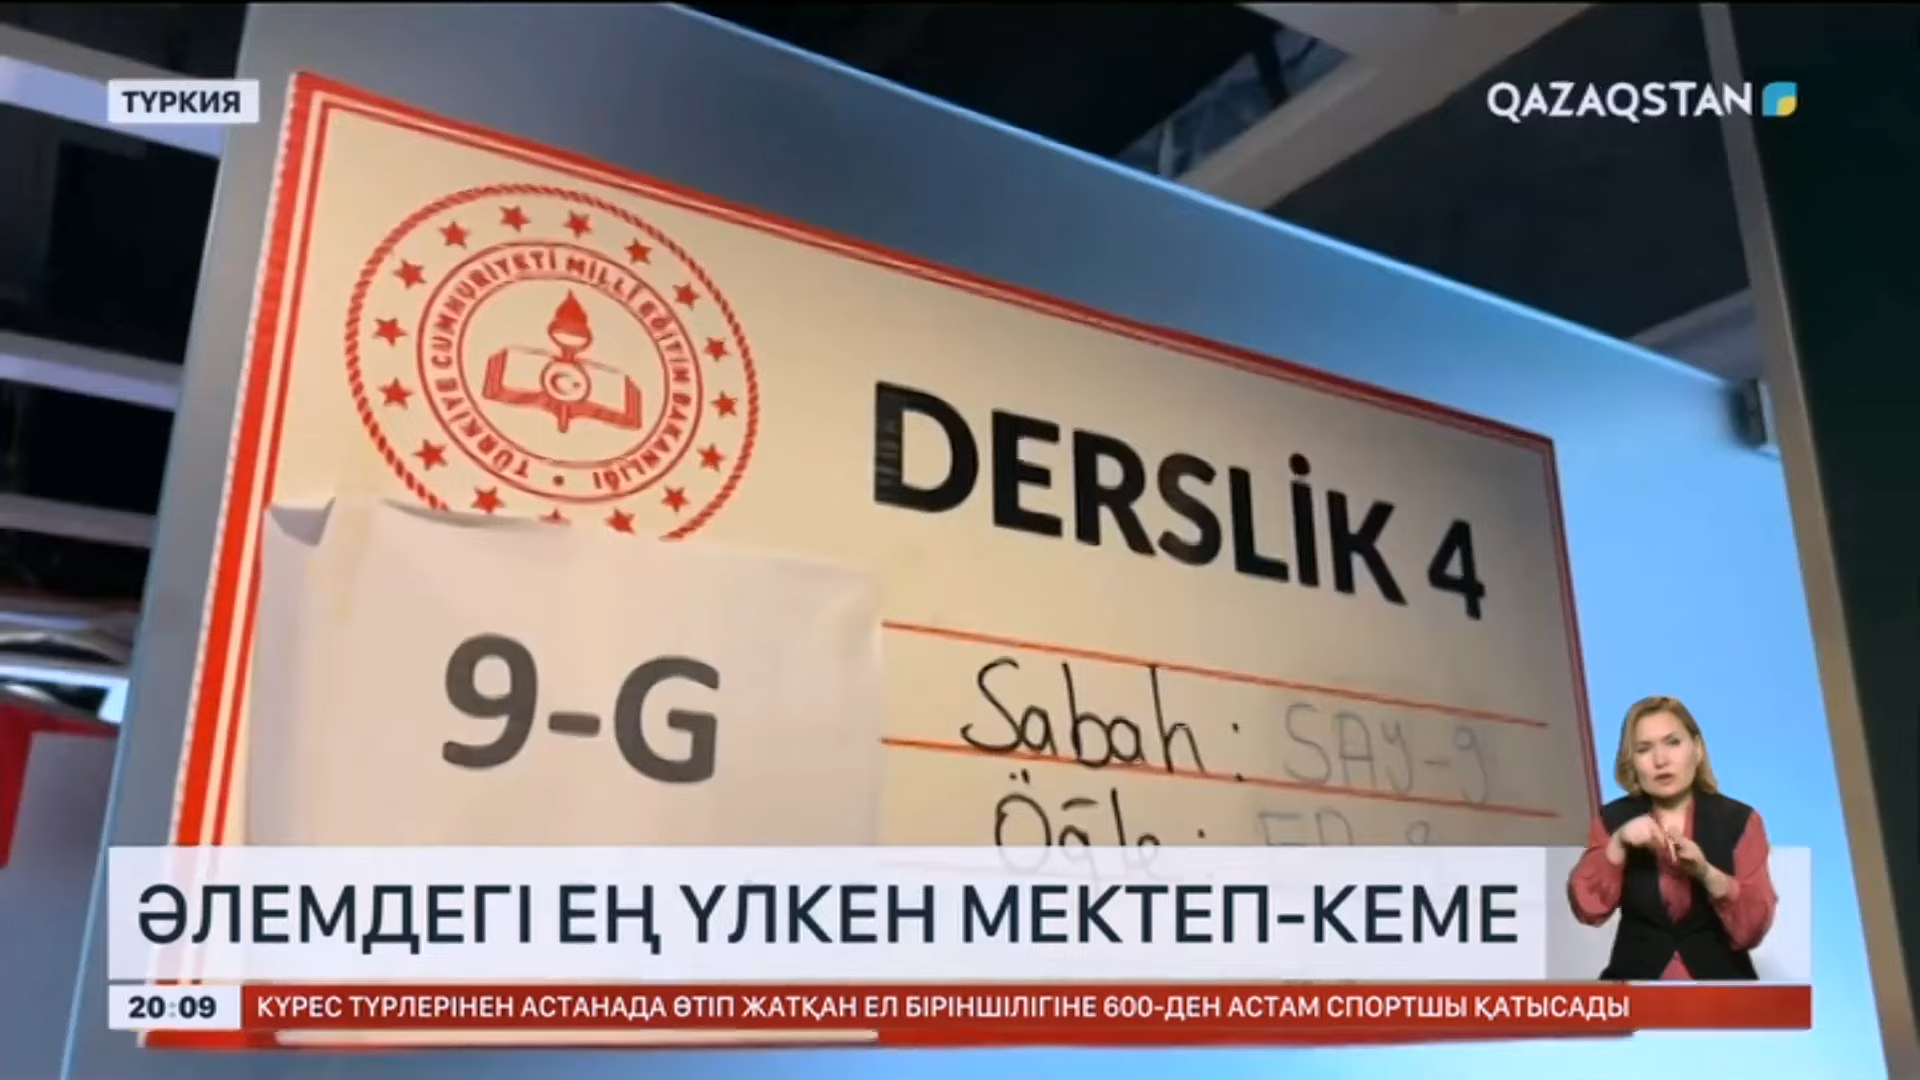 ТҮРКИЯ
QAZAQSTAN
TÜRKİYE CUMHURİYETİ MİLLİ EĞİTİM BAKANLIĞI
DERSLİK 4
9-G
Sabah: SAY-9
Öğle:
ӘЛЕМДЕГІ ЕҢ ҮЛКЕН МЕКТЕП-КЕМЕ
20:09
КҮРЕС ТҮРЛЕРІНЕН АСТАНАДА ӨТІП ЖАТҚАН ЕЛ БІРІНШІЛІГІНЕ 600-ДЕН АСТАМ СПОРТШЫ ҚАТЫСАДЫ